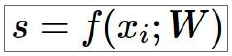 s = f(x_i; W)